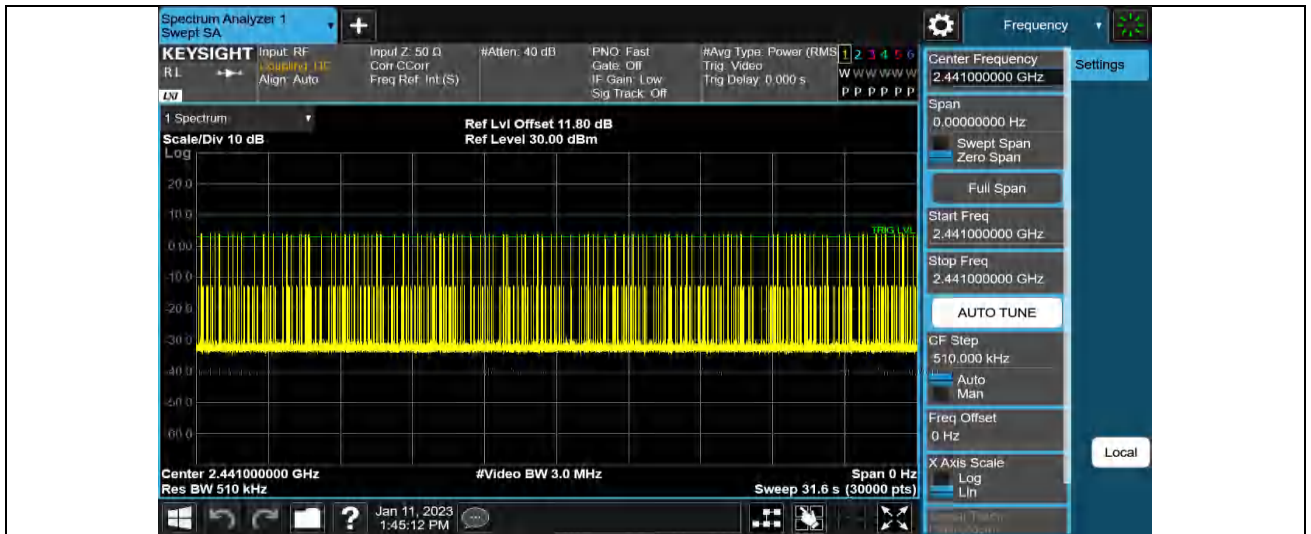 Spectrum Analyzer 1
Swept SA
+
Frequency
KEYSIGHT
RL
LXI
Input: RF
Coupling: DC
Align: Auto
Input Z: 50 Ω
Corr CCorr
Freq Ref: Int (S)
#Atten: 40 dB
PNO: Fast
Gate: Off
IF Gain: Low
Sig Track: Off
#Avg Type: Power (RMS
Trig: Video
Trig Delay: 0.000 s
1 2 3 4 5 6
W W W W W W
P P P P P P
1 Spectrum
Scale/Div 10 dB
Ref Lvl Offset 11.80 dB
Ref Level 30.00 dBm
Log
20.0
10.0
0.00
-10.0
-20.0
-30.0
-40.0
-50.0
-60.0
TRIG LVL
Center 2.441000000 GHz
#Video BW 3.0 MHz
Span 0 Hz
Res BW 510 kHz
Sweep 31.6 s (30000 pts)
Center Frequency
2.441000000 GHz
Settings
Span
0.00000000 Hz
Swept Span
Zero Span
Full Span
Start Freq
2.441000000 GHz
Stop Freq
2.441000000 GHz
AUTO TUNE
CF Step
510.000 kHz
Auto
Man
Freq Offset
0 Hz
X Axis Scale
Log
Lin
Local
?
Jan 11, 2023
1:45:12 PM